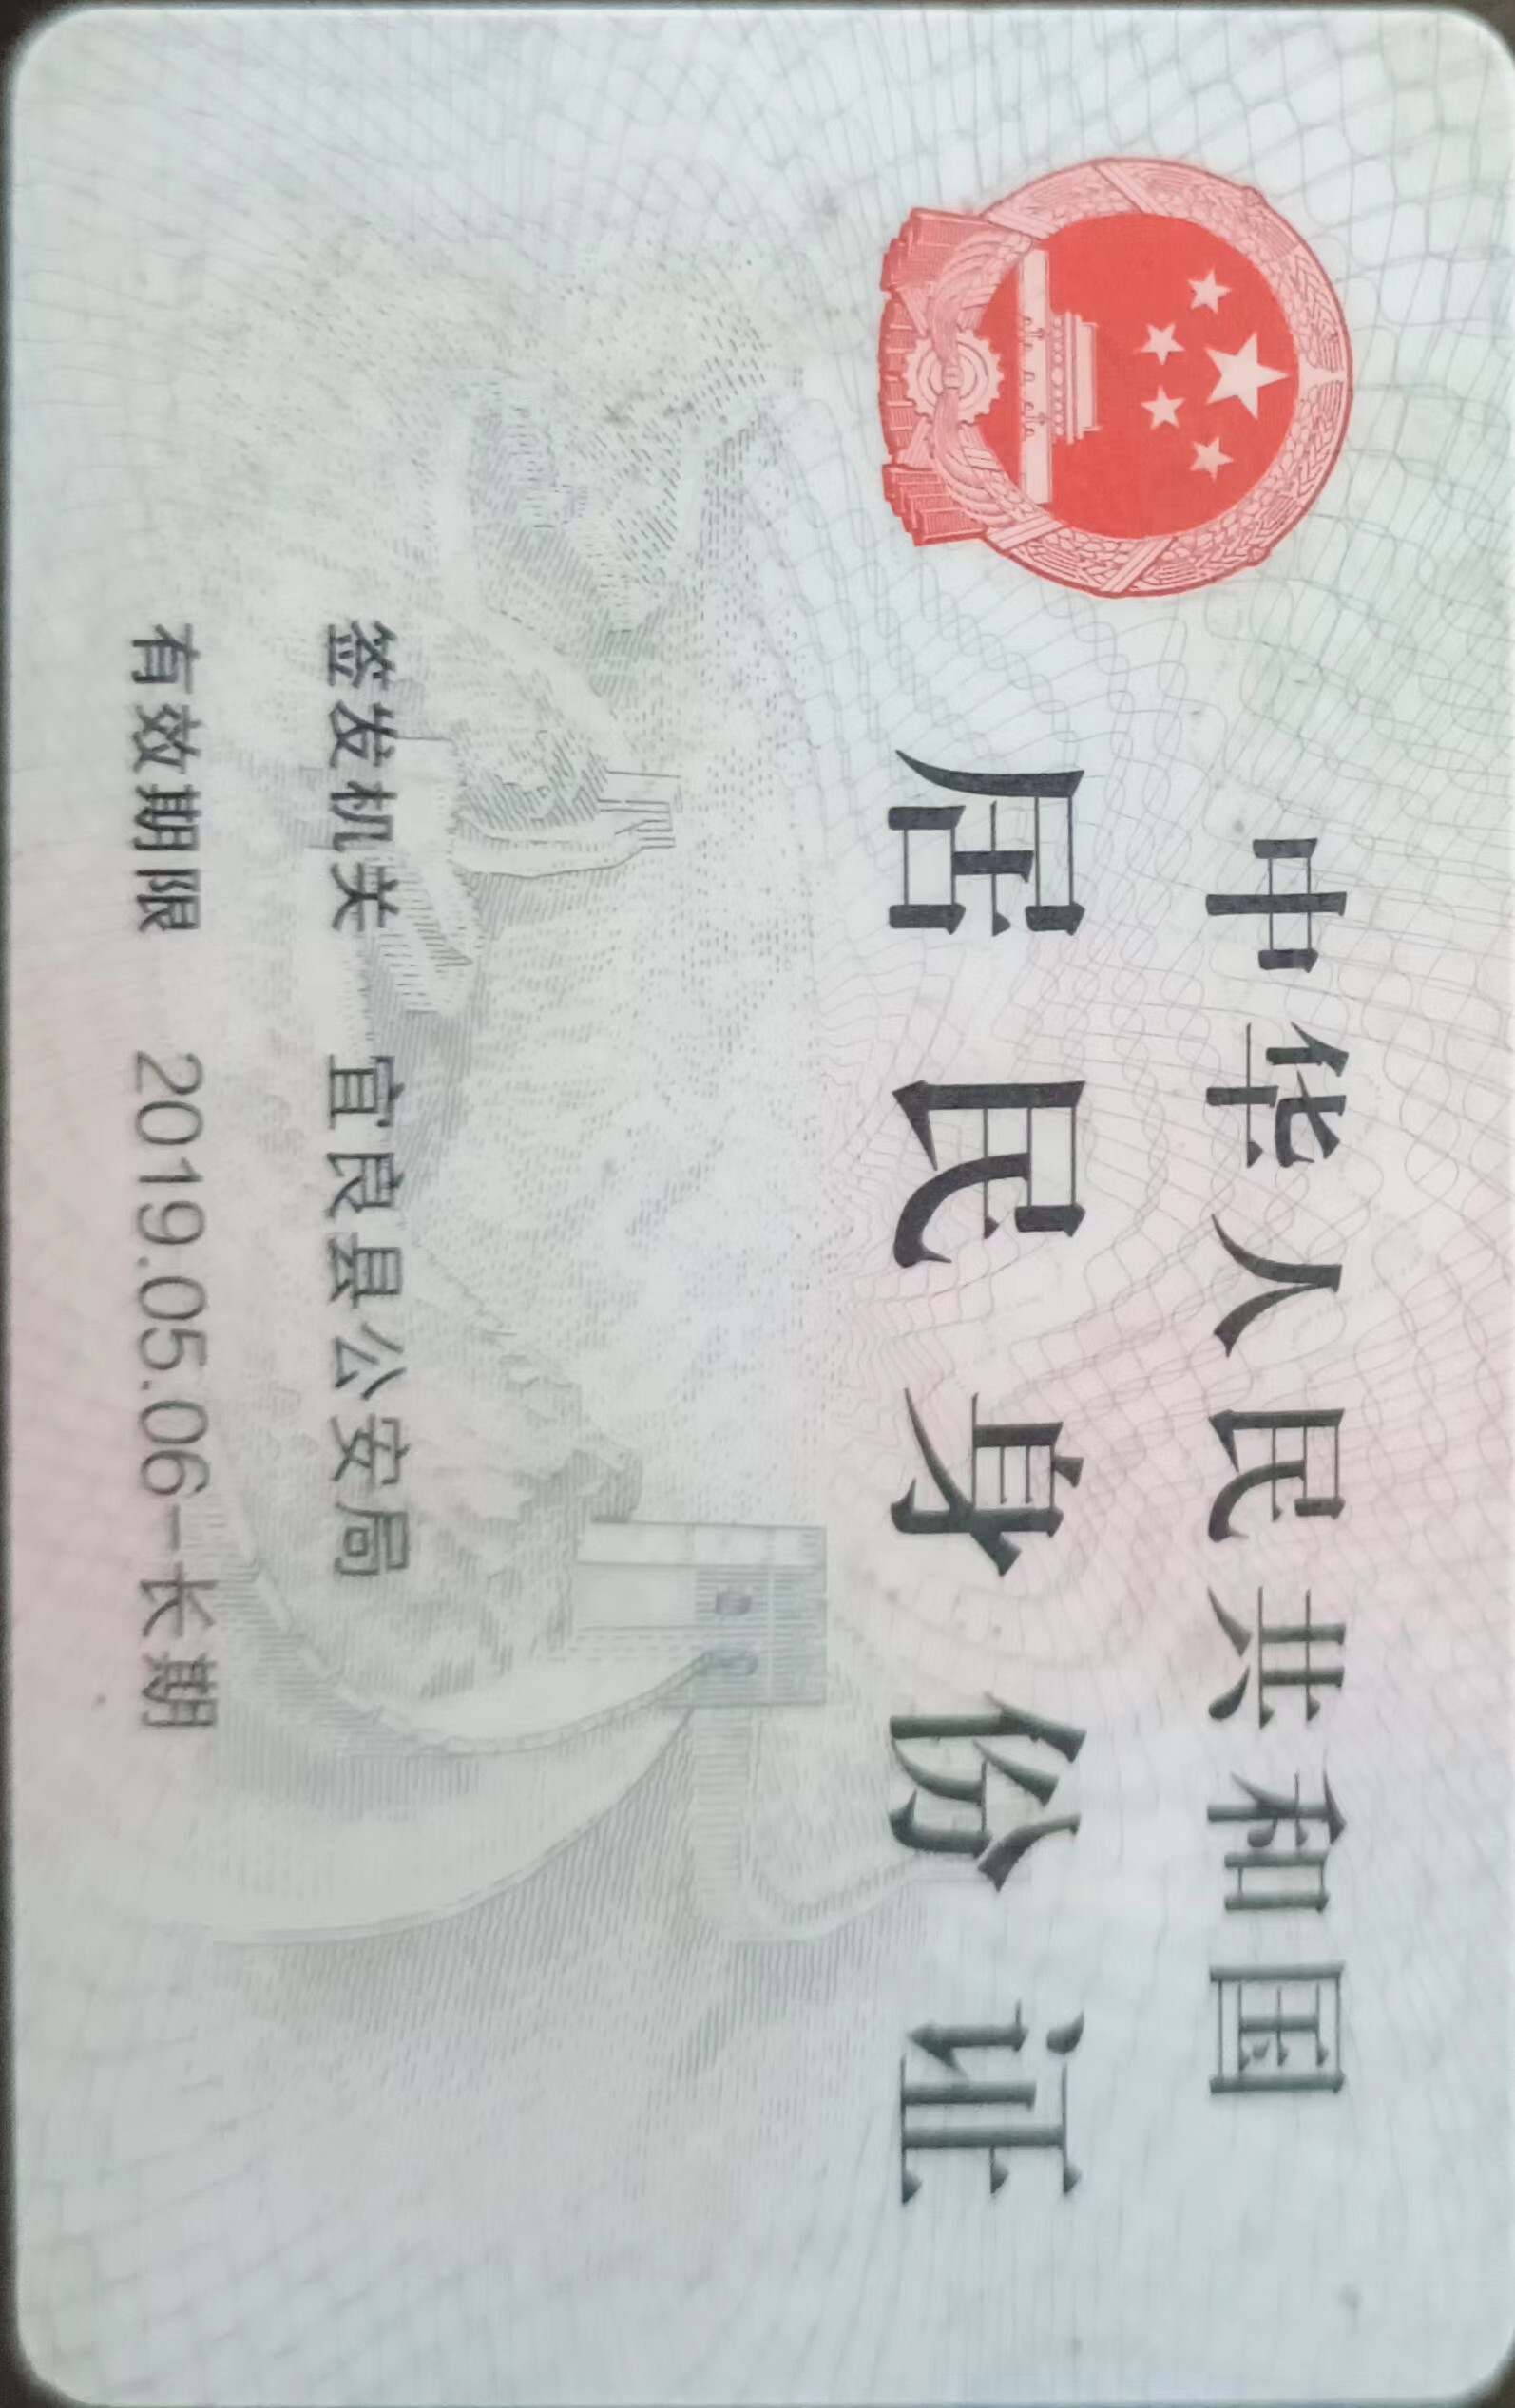 中华人民共和国
居民身份证
签发机关 宜良县公安局
有效期限 2019.05.06-长期